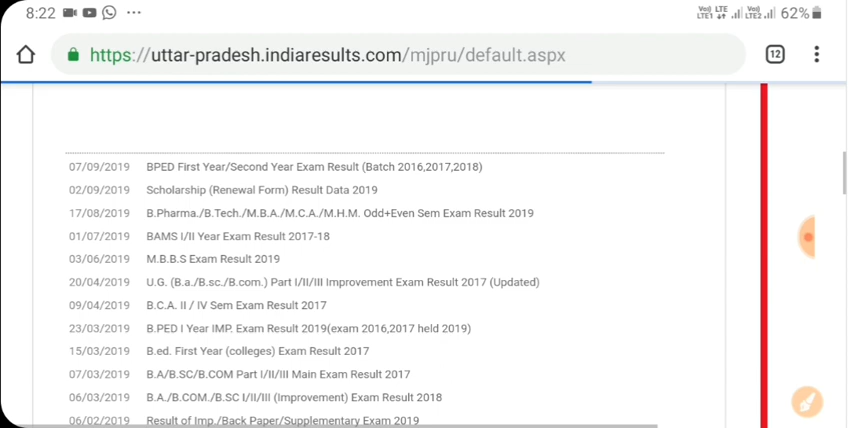 8:22 ··· Voj) LTE1 LTE Voj) LTE2 62%
https://uttar-pradesh.indiaresults.com/mjpru/default.aspx 12
07/09/2019 BPED First Year/Second Year Exam Result (Batch 2016,2017,2018)
02/09/2019 Scholarship (Renewal Form) Result Data 2019
17/08/2019 B.Pharma./B.Tech./M.B.A./M.C.A./M.H.M. Odd+Even Sem Exam Result 2019
01/07/2019 BAMS I/II Year Exam Result 2017-18
03/06/2019 M.B.B.S Exam Result 2019
20/04/2019 U.G. (B.a./B.sc./B.com.) Part I/II/III Improvement Exam Result 2017 (Updated)
09/04/2019 B.C.A. II / IV Sem Exam Result 2017
23/03/2019 B.PED I Year IMP. Exam Result 2019(exam 2016,2017 held 2019)
15/03/2019 B.ed. First Year (colleges) Exam Result 2017
07/03/2019 B.A/B.SC/B.COM Part I/II/III Main Exam Result 2017
06/03/2019 B.A./B.COM./B.SC I/II/III (Improvement) Exam Result 2018
06/02/2019 Result of Imp./Back Paper/Supplementary Exam 2019